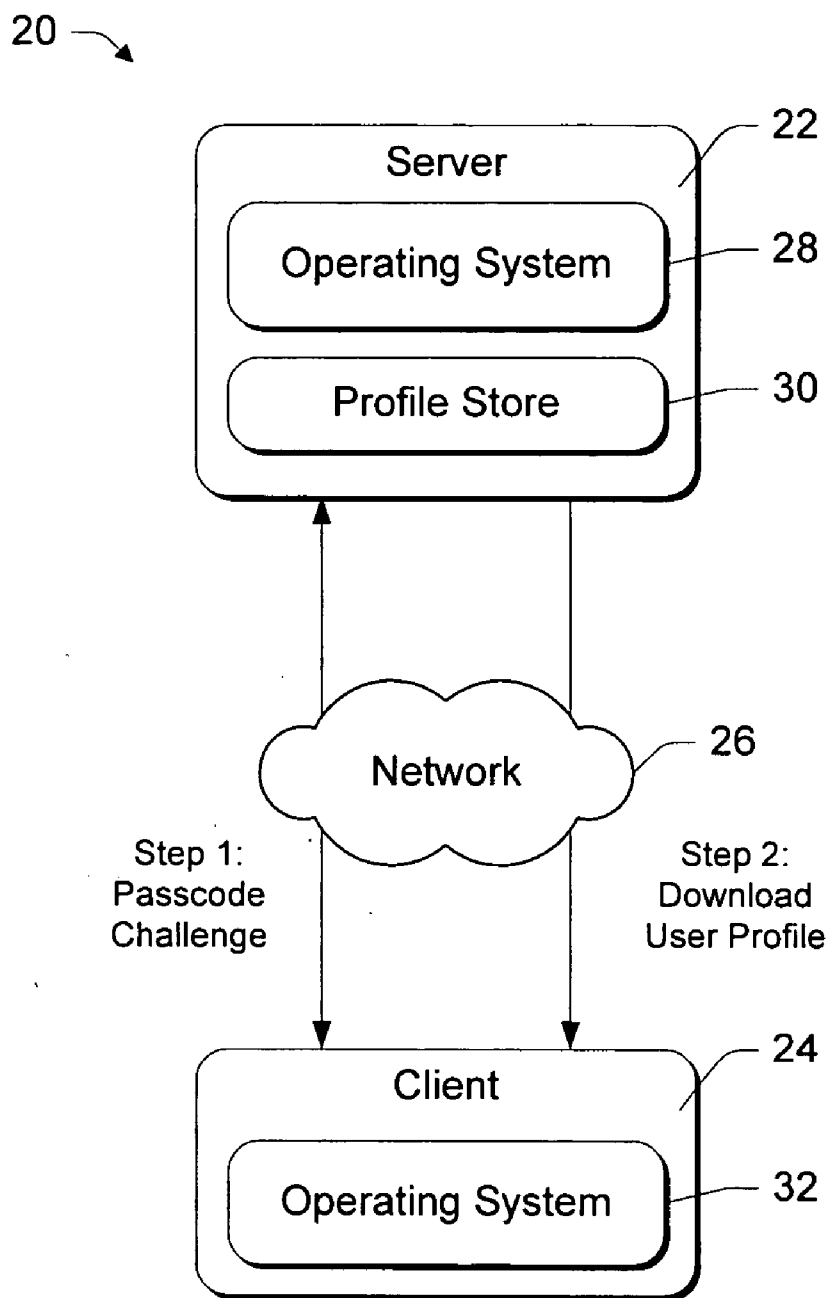 20
22
Server
Operating System
28
Profile Store
30
Network
26
Step 1:
Passcode
Challenge
Step 2:
Download
User Profile
24
Client
Operating System
32